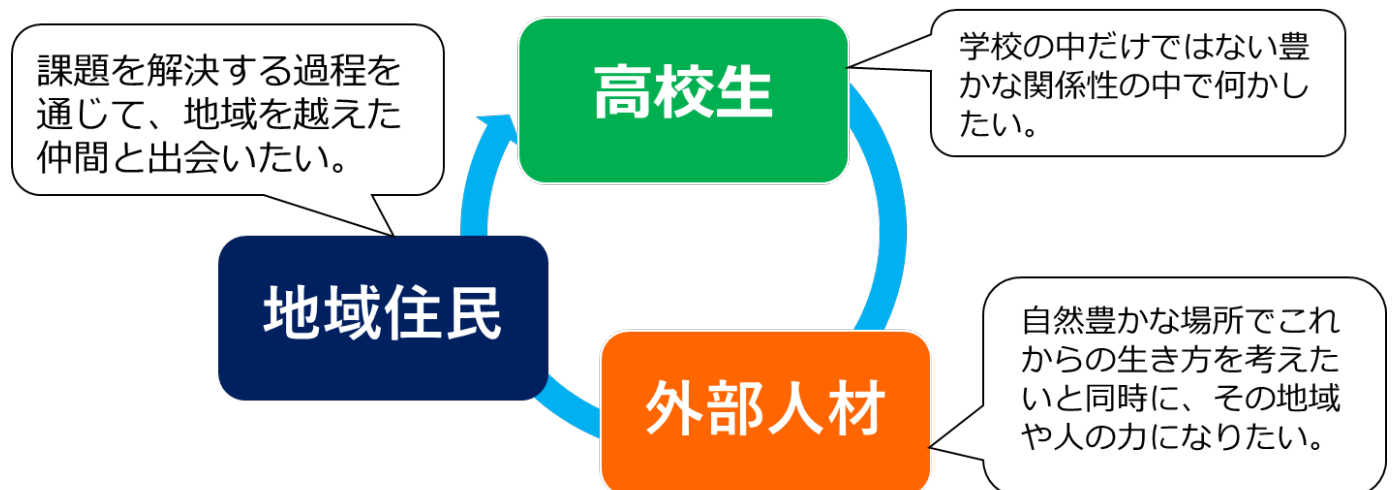 課題を解決する過程を
通じて、地域を越えた
仲間と出会いたい。
高校生
学校の中だけではない豊
かな関係性の中で何かし
たい。
地域住民
外部人材
自然豊かな場所でこれ
からの生き方を考えた
いと同時に、その地域
や人の力になりたい。